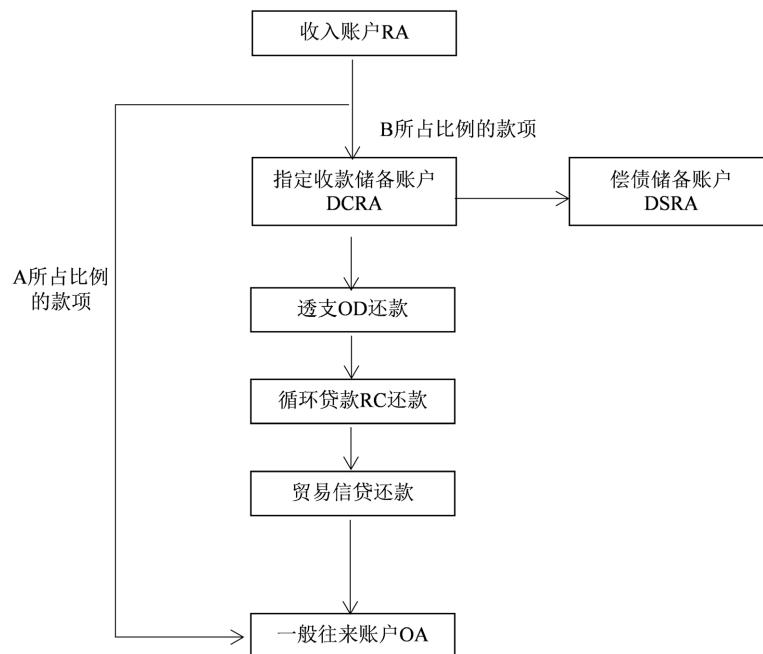 收入账户RA
B所占比例的款项
指定收款储备账户
DCRA
偿债储备账户
DSRA
A所占比例
的款项
透支OD还款
循环贷款RC还款
贸易信贷还款
一般往来账户OA